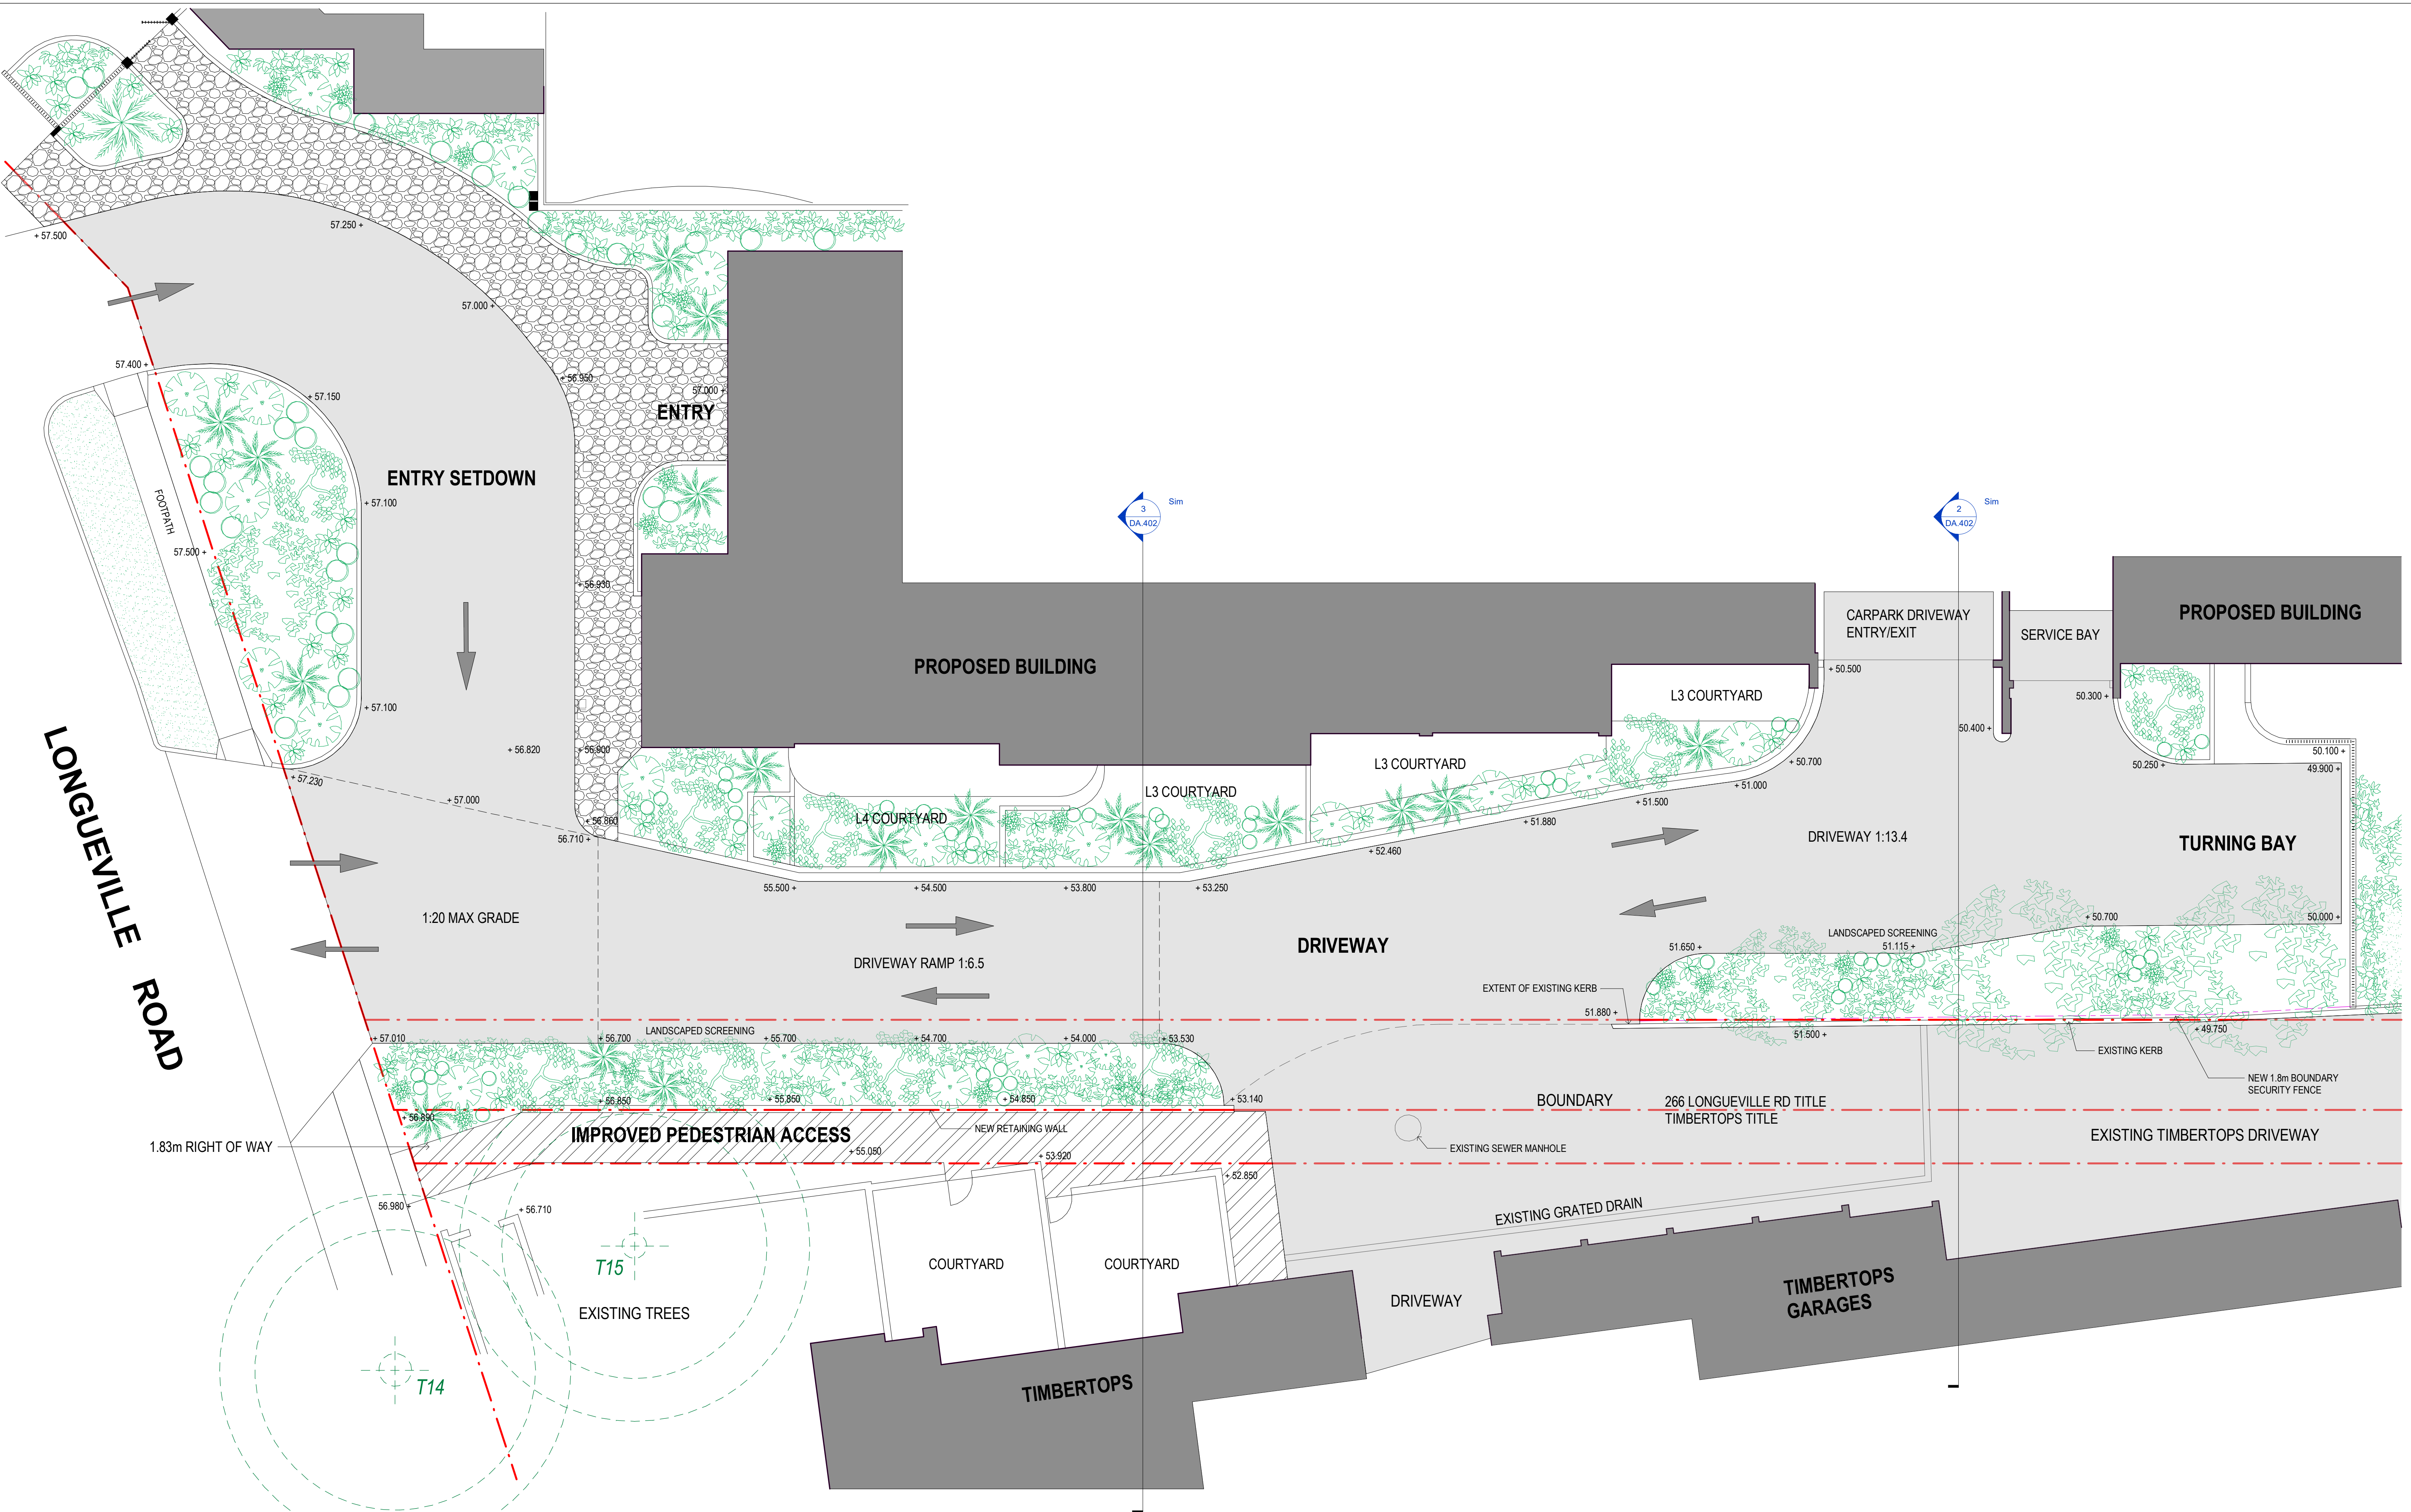 + 57.500
57.250 +
57.000 +
57.400 +
+ 57.150
+ 56.950
57.000 +
ENTRY
ENTRY SETDOWN
+ 57.100
FOOTPATH
57.500 +
3
DA.402
Sim
2
DA.402
Sim
+ 56.930
CARPARK DRIVEWAY
ENTRY/EXIT
SERVICE BAY
PROPOSED BUILDING
PROPOSED BUILDING
+ 50.500
L3 COURTYARD
50.300 +
+ 57.100
50.400 +
+ 56.820
+ 56.900
50.100 +
L3 COURTYARD
+ 50.700
50.250 +
49.900 +
+ 57.230
+ 57.000
L3 COURTYARD
+ 51.000
+ 51.500
L4 COURTYARD
+ 56.860
+ 51.880
56.710 +
DRIVEWAY 1:13.4
TURNING BAY
+ 52.460
55.500 +
+ 54.500
+ 53.800
+ 53.250
LONGUEVILLE ROAD
1:20 MAX GRADE
+ 50.700
50.000 +
LANDSCAPED SCREENING
DRIVEWAY
51.650 +
51.115 +
DRIVEWAY RAMP 1:6.5
EXTENT OF EXISTING KERB
51.880 +
LANDSCAPED SCREENING
+ 57.010
+ 56.700
+ 55.700
+ 54.700
+ 54.000
+ 53.530
51.500 +
+ 49.750
EXISTING KERB
NEW 1.8m BOUNDARY
SECURITY FENCE
+ 56.850
+ 55.850
+ 54.850
+ 53.140
BOUNDARY
266 LONGUEVILLE RD TITLE
TIMBERTOPS TITLE
+ 56.890
NEW RETAINING WALL
IMPROVED PEDESTRIAN ACCESS
EXISTING TIMBERTOPS DRIVEWAY
1.83m RIGHT OF WAY
+ 55.050
+ 53.920
EXISTING SEWER MANHOLE
+ 52.850
56.980 +
+ 56.710
EXISTING GRATED DRAIN
T15
COURTYARD
COURTYARD
TIMBERTOPS
GARAGES
DRIVEWAY
EXISTING TREES
T14
TIMBERTOPS